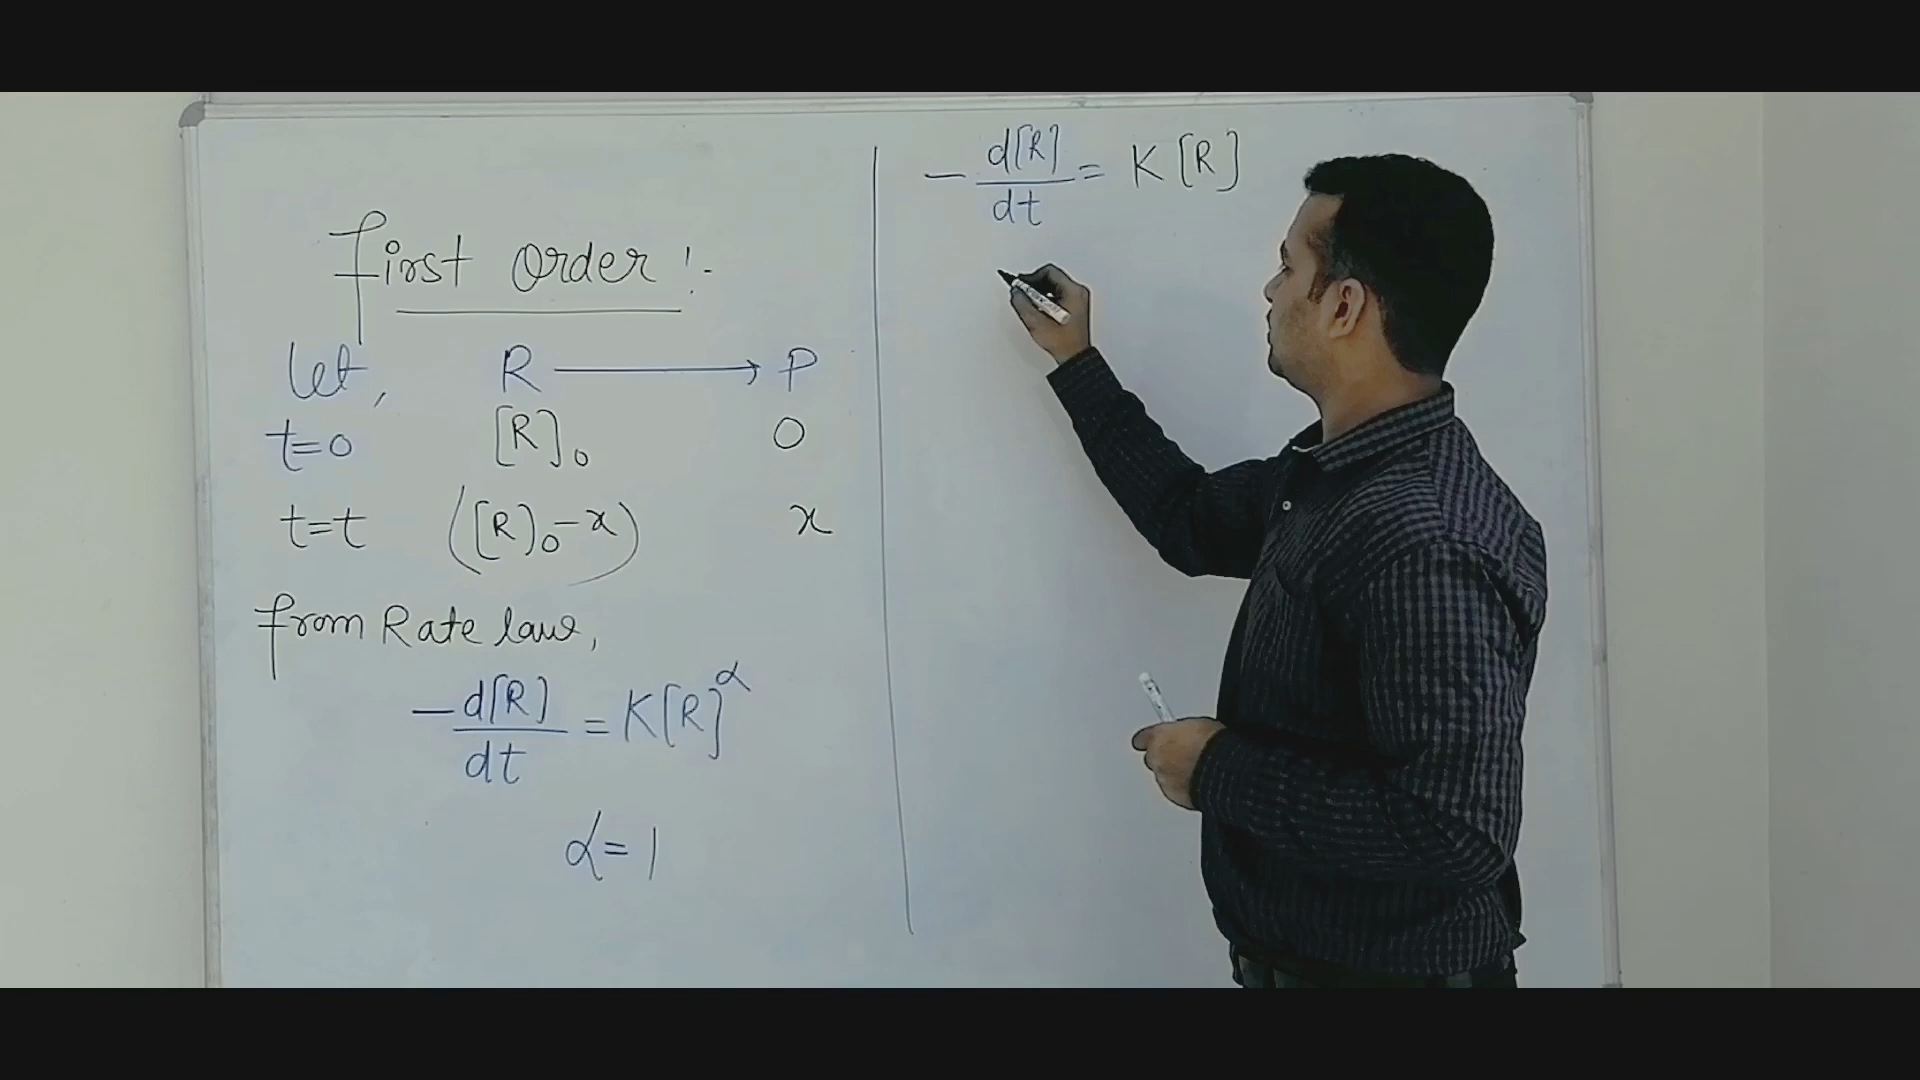 First Order :-
Let, R ⟶ P
t=0 [R]₀ 0
t=t ([R]₀-x) x
from Rate law,
-d[R]/dt = K[R]^α
α=1
-d[R]/dt = K[R]